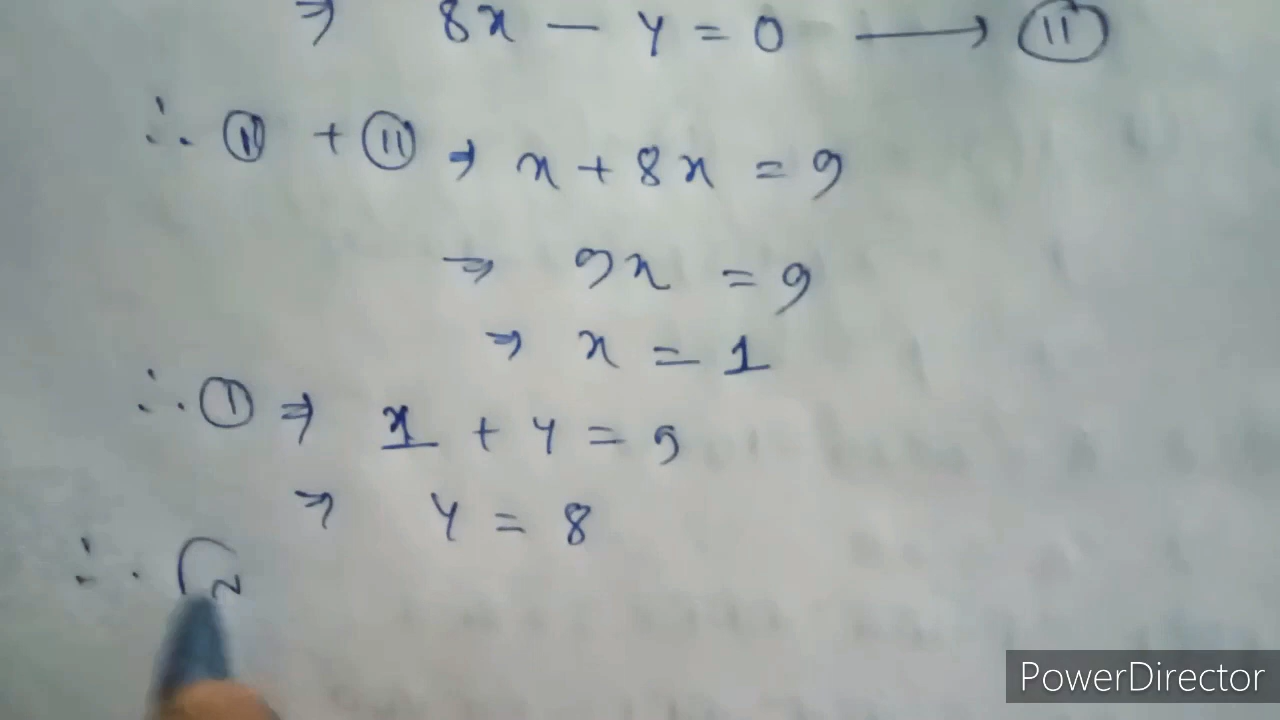 ⇒ 8x − y = 0 ⟶ (II)
∴ (I) + (II) ⇒ x + 8x = 9
⇒ 9x = 9
⇒ x = 1
∴ (I) ⇒ 1 + y = 9
⇒ y = 8
∴
PowerDirector